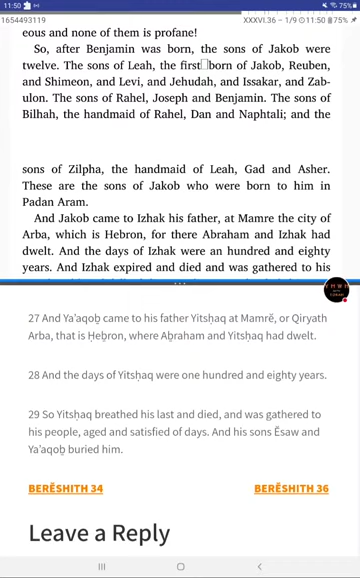 11:50
75%
1654493311
XXXVI.36 – 1/9
11:50
75%
eous and none of them is profane!
So, after Benjamin was born, the sons of Jakob were
twelve. The sons of Leah, the first□born of Jakob, Reuben,
and Shimeon, and Levi, and Jehudah, and Issakar, and Zab-
ulon. The sons of Rahel, Joseph and Benjamin. The sons of
Bilhah, the handmaid of Rahel, Dan and Naphtali; and the
sons of Zilpha, the handmaid of Leah, Gad and Asher.
These are the sons of Jakob who were born to him in
Padan Aram.
And Jakob came to Izhak his father, at Mamre the city of
Arba, which is Hebron, for there Abraham and Izhak had
dwelt. And the days of Izhak were an hundred and eighty
years. And Izhak expired and died and was gathered to his
27 And Ya‛aqoḇ came to his father Yitsḥaq at Mamrĕ, or Qiryath
Arba, that is Ḥeḇron, where Aḇraham and Yitsḥaq had dwelt.
28 And the days of Yitsḥaq were one hundred and eighty years.
29 So Yitsḥaq breathed his last and died, and was gathered to
his people, aged and satisfied of days. And his sons Ěsaw and
Ya‛aqoḇ buried him.
BERĚSHITH 34
BERĚSHITH 36
Leave a Reply